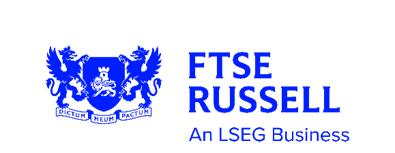 FTSE
RUSSELL
DICTUM MEUM PACTUM
An LSEG Business